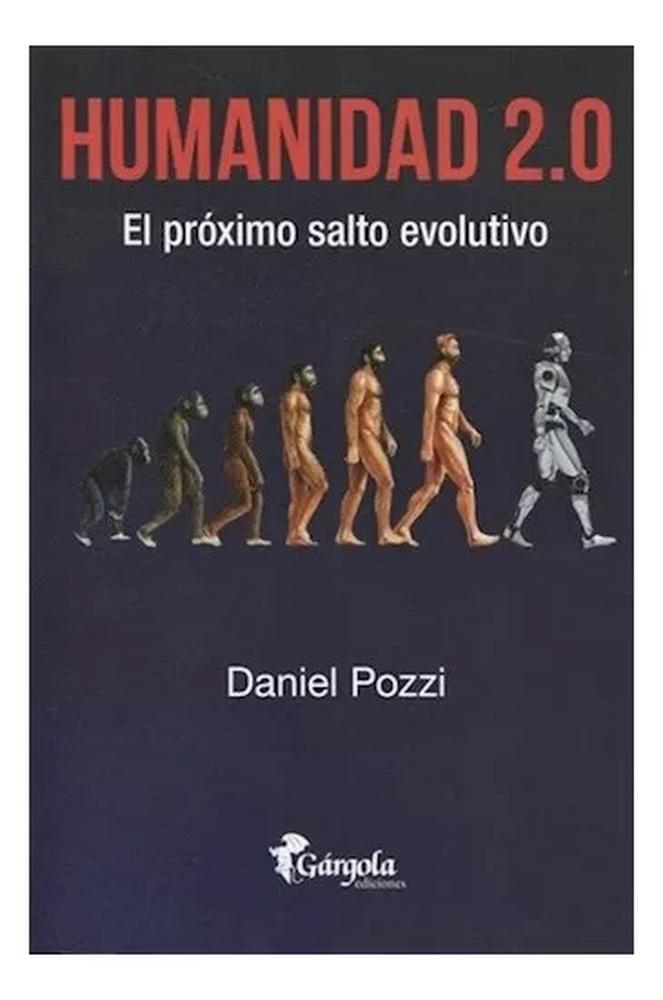 HUMANIDAD 2.0
El próximo salto evolutivo
Daniel Pozzi
Gárgola
ediciones